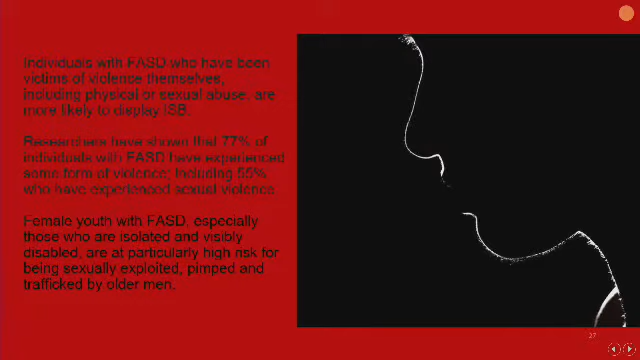 Individuals with FASD who have been
victims of violence themselves,
including physical or sexual abuse, are
more likely to display ISB.
Researchers have shown that 77% of
individuals with FASD have experienced
some form of violence; including 55%
who have experienced sexual violence
Female youth with FASD, especially
those who are isolated and visibly
disabled, are at particularly high risk for
being sexually exploited, pimped and
trafficked by older men.
27